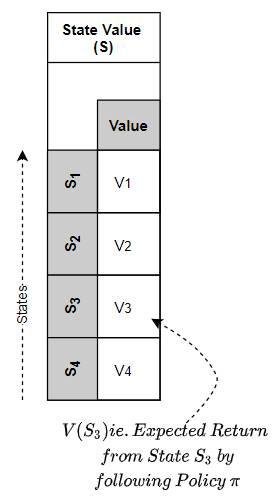 State Value
(S)
Value
S1
V1
S2
V2
States
S3
V3
S4
V4
V(S₃)ie. Expected Return
from State S₃ by
following Policy π